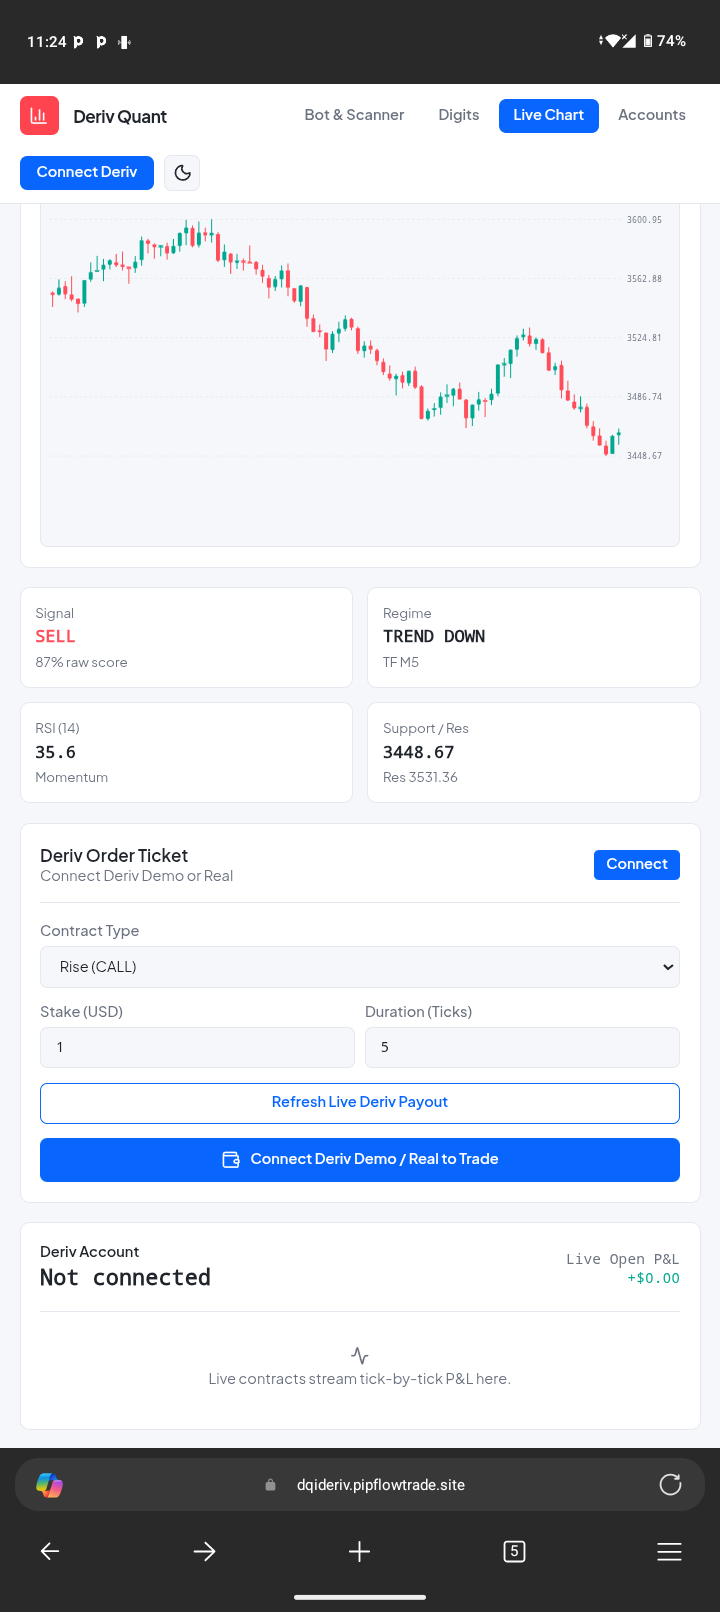 11:24
74%
Deriv Quant
Bot & Scanner
Digits
Live Chart
Accounts
Connect Deriv
3600.95
3562.88
3524.81
3486.74
3448.67
Signal
SELL
87% raw score
Regime
TREND DOWN
TF M5
RSI (14)
35.6
Momentum
Support / Res
3448.67
Res 3531.36
Deriv Order Ticket
Connect Deriv Demo or Real
Connect
Contract Type
Rise (CALL)
Stake (USD)
Duration (Ticks)
1
5
Refresh Live Deriv Payout
Connect Deriv Demo / Real to Trade
Deriv Account
Not connected
Live Open P&L
+$0.00
Live contracts stream tick-by-tick P&L here.
dqideriv.pipflowtrade.site
5